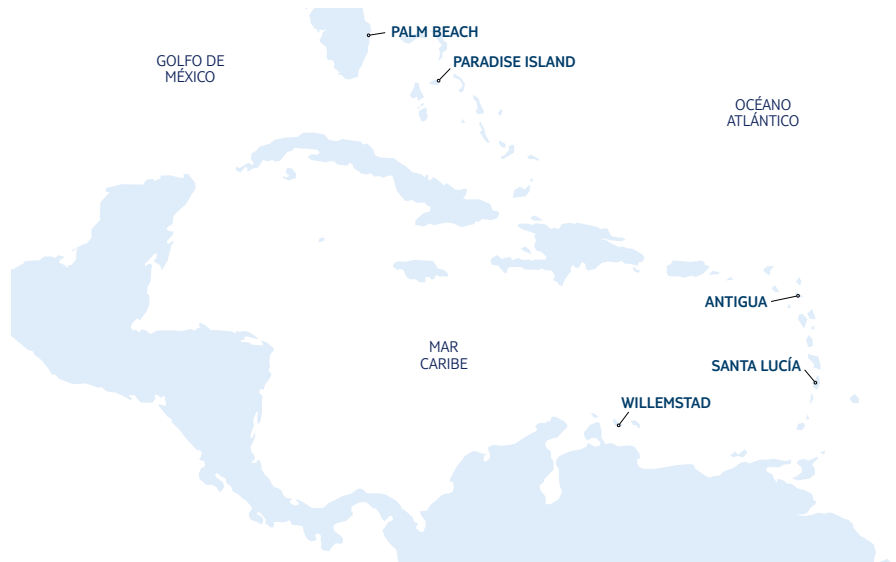 PALM BEACH
PARADISE ISLAND
GOLFO DE
MÉXICO
OCÉANO
ATLÁNTICO
ANTIGUA
MAR
CARIBE
SANTA LUCÍA
WILLEMSTAD